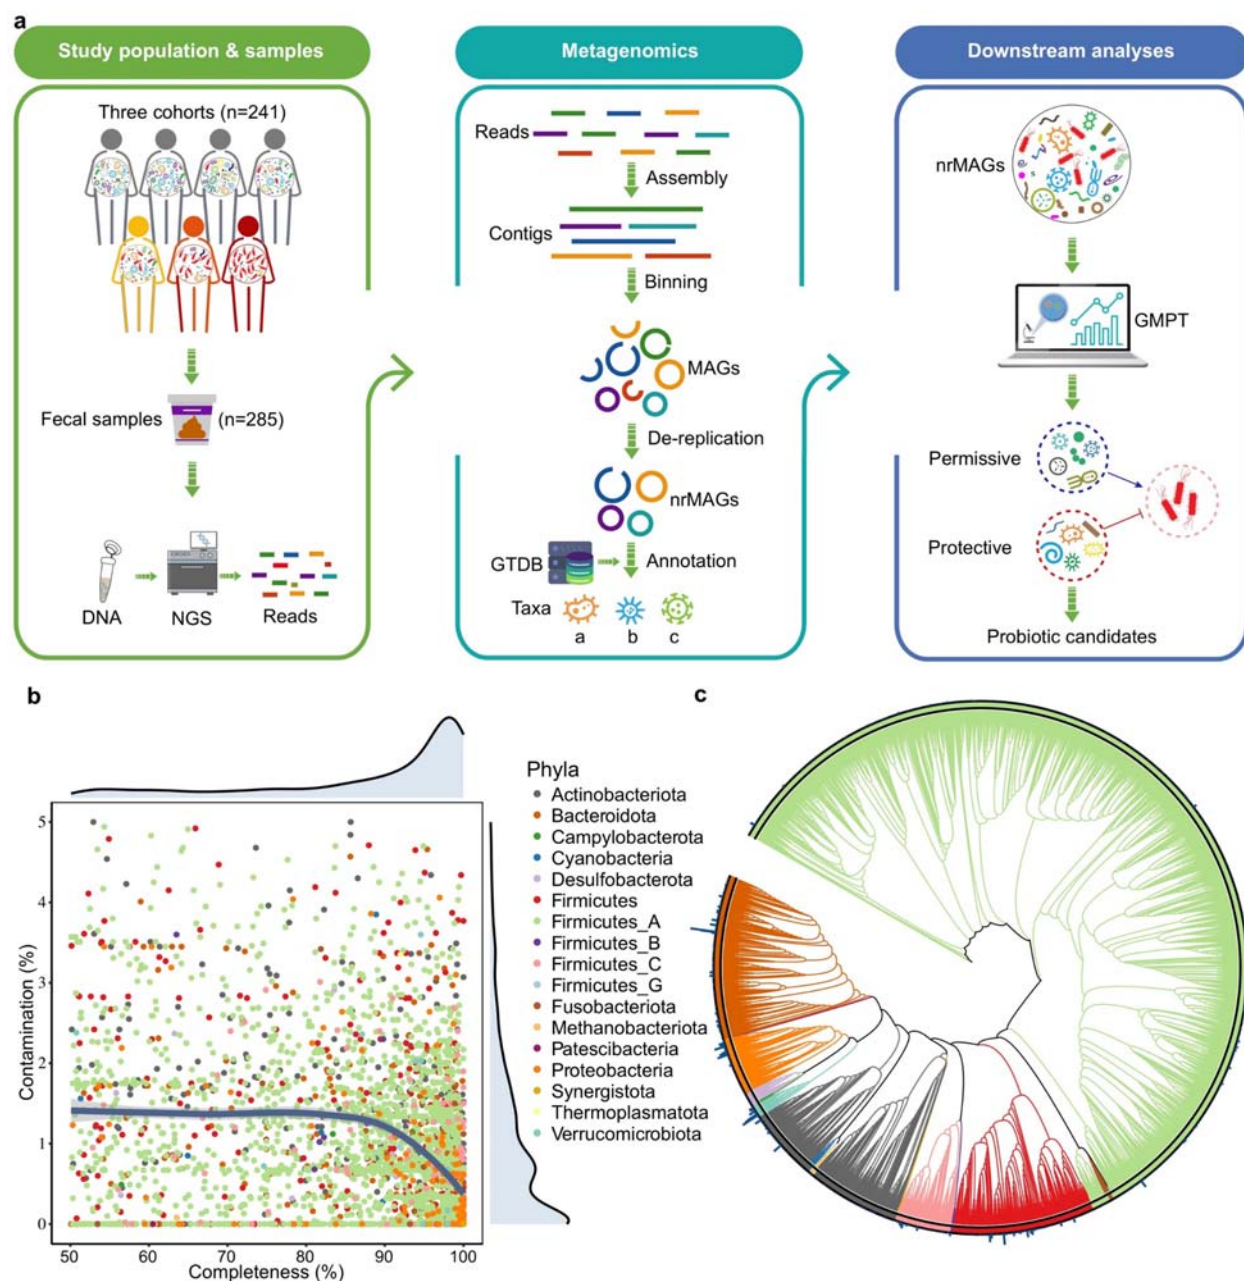 a
Study population & samples
Three cohorts (n=241)
Fecal samples
(n=285)
DNA
NGS
Reads
Metagenomics
Reads
Assembly
Contigs
Binning
MAGs
De-replication
nrMAGs
GTDB
Annotation
Taxa
a b c
Downstream analyses
nrMAGs
GMPT
Permissive
Protective
Probiotic candidates
b
Contamination (%)
5
4
3
2
1
0
50 60 70 80 90 100
Completeness (%)
Phyla
Actinobacteriota
Bacteroidota
Campylobacterota
Cyanobacteria
Desulfobacterota
Firmicutes
Firmicutes_A
Firmicutes_B
Firmicutes_C
Firmicutes_G
Fusobacteriota
Methanobacteriota
Patescibacteria
Proteobacteria
Synergistota
Thermoplasmatota
Verrucomicrobiota
c